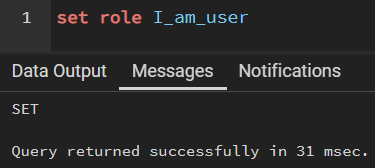 1 set role I_am_user
Data Output Messages Notifications
SET
Query returned successfully in 31 msec.